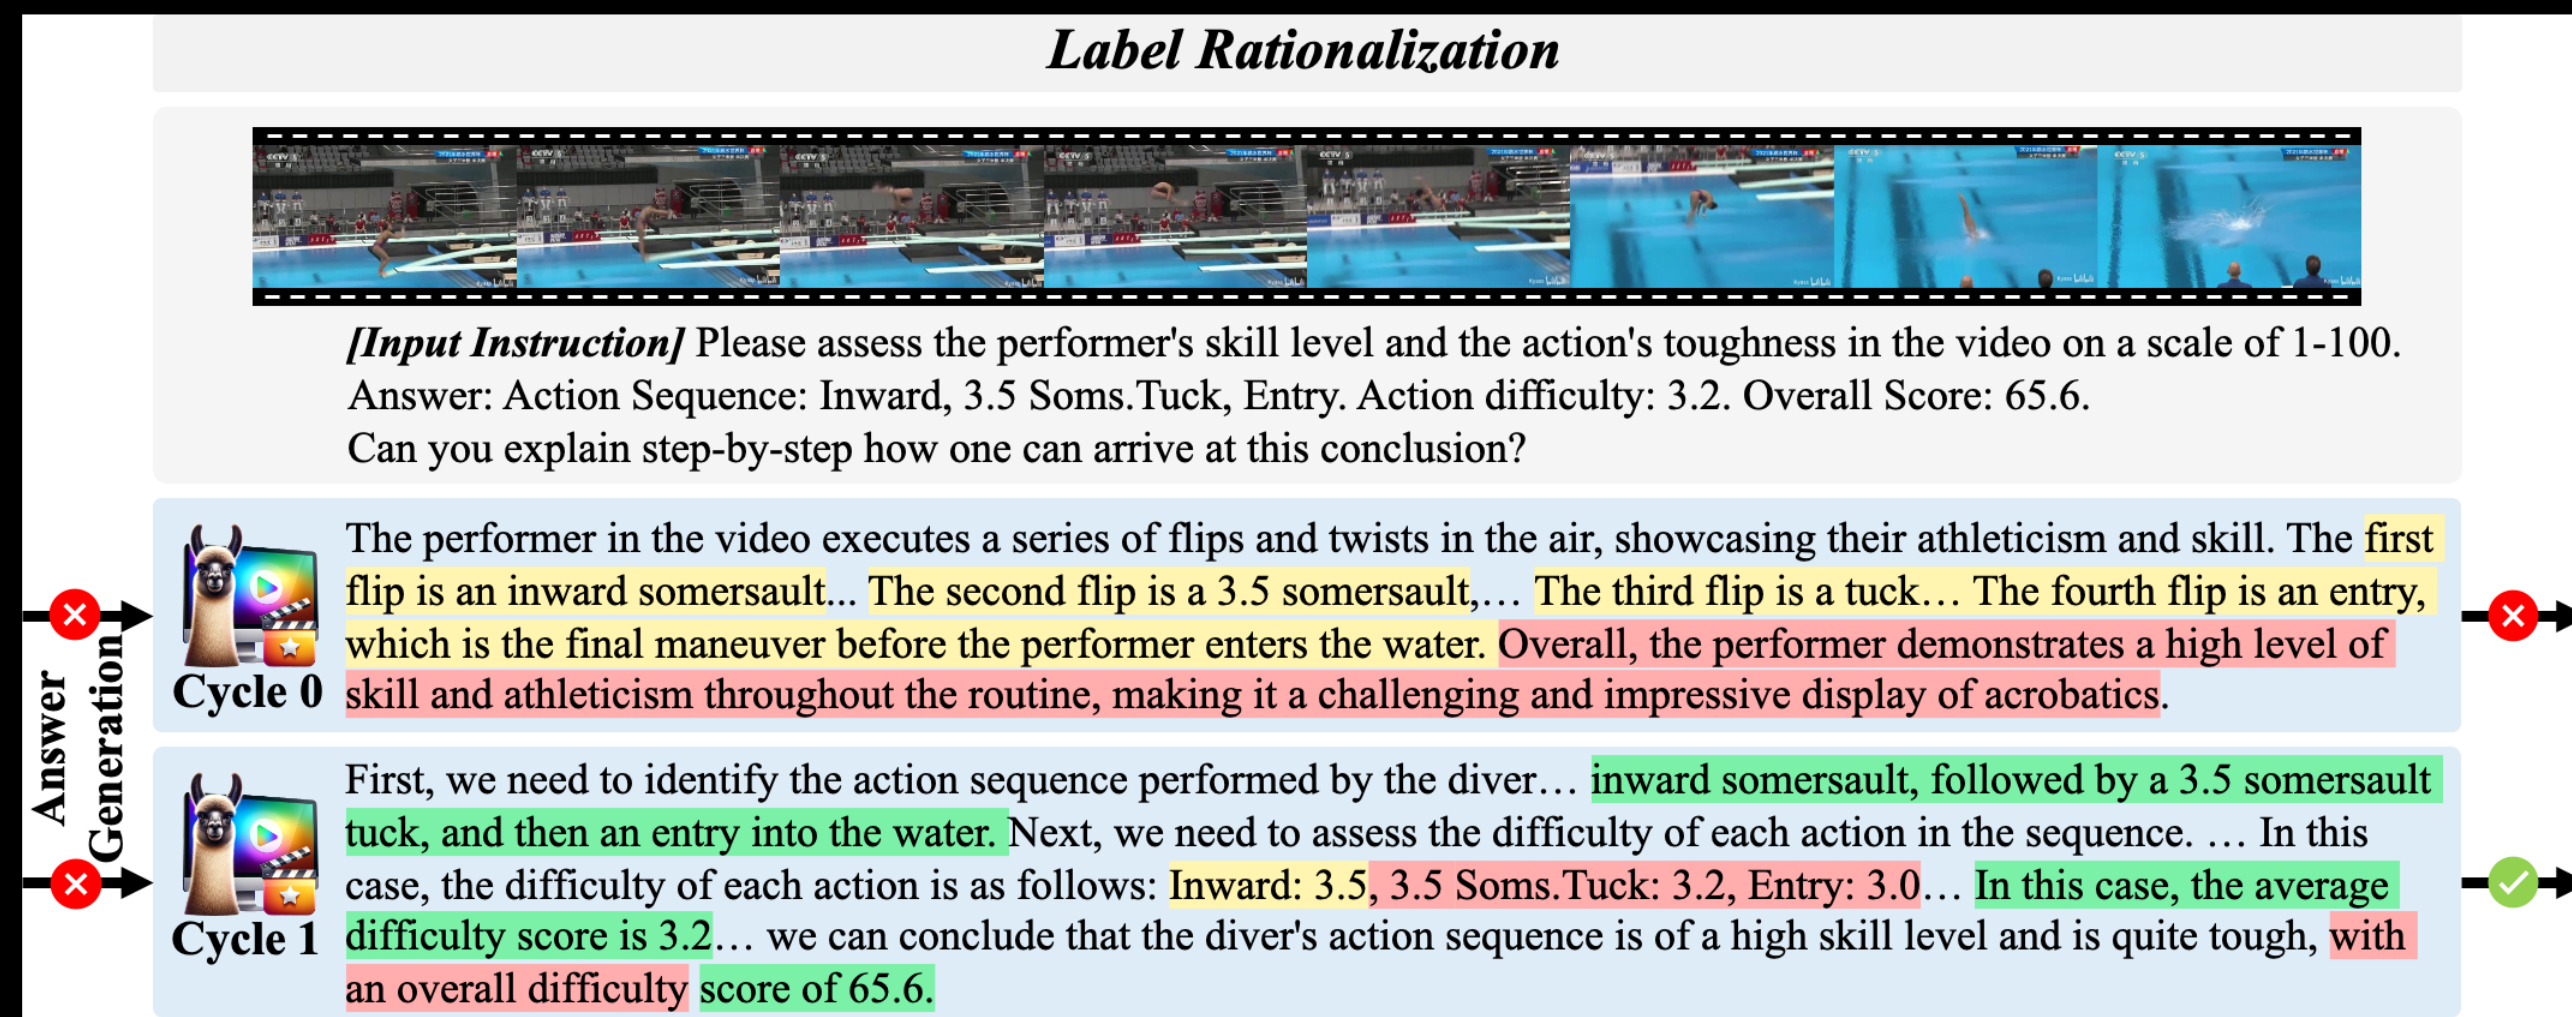 Label Rationalization
CCTV 5
[Input Instruction] Please assess the performer's skill level and the action's toughness in the video on a scale of 1-100.
Answer: Action Sequence: Inward, 3.5 Soms.Tuck, Entry. Action difficulty: 3.2. Overall Score: 65.6.
Can you explain step-by-step how one can arrive at this conclusion?
Answer
Generation
Cycle 0
The performer in the video executes a series of flips and twists in the air, showcasing their athleticism and skill. The first
flip is an inward somersault... The second flip is a 3.5 somersault,… The third flip is a tuck… The fourth flip is an entry,
which is the final maneuver before the performer enters the water. Overall, the performer demonstrates a high level of
skill and athleticism throughout the routine, making it a challenging and impressive display of acrobatics.
Cycle 1
First, we need to identify the action sequence performed by the diver… inward somersault, followed by a 3.5 somersault
tuck, and then an entry into the water. Next, we need to assess the difficulty of each action in the sequence. … In this
case, the difficulty of each action is as follows: Inward: 3.5, 3.5 Soms.Tuck: 3.2, Entry: 3.0… In this case, the average
difficulty score is 3.2… we can conclude that the diver's action sequence is of a high skill level and is quite tough, with
an overall difficulty score of 65.6.